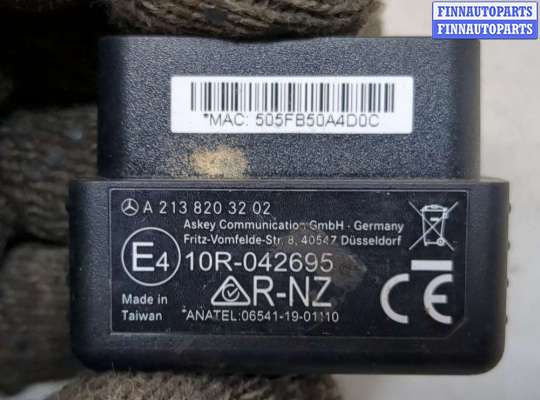 FINNAUTOPARTS
FINNAUTOPARTS
*MAC: 505FB50A4D0C
A 213 820 32 02
Askey Communication GmbH - Germany
Fritz-Vomfelde-Str. 8, 40547 Düsseldorf
E4 10R-042695
R-NZ
CE
Made in
Taiwan
*ANATEL:06541-19-01110